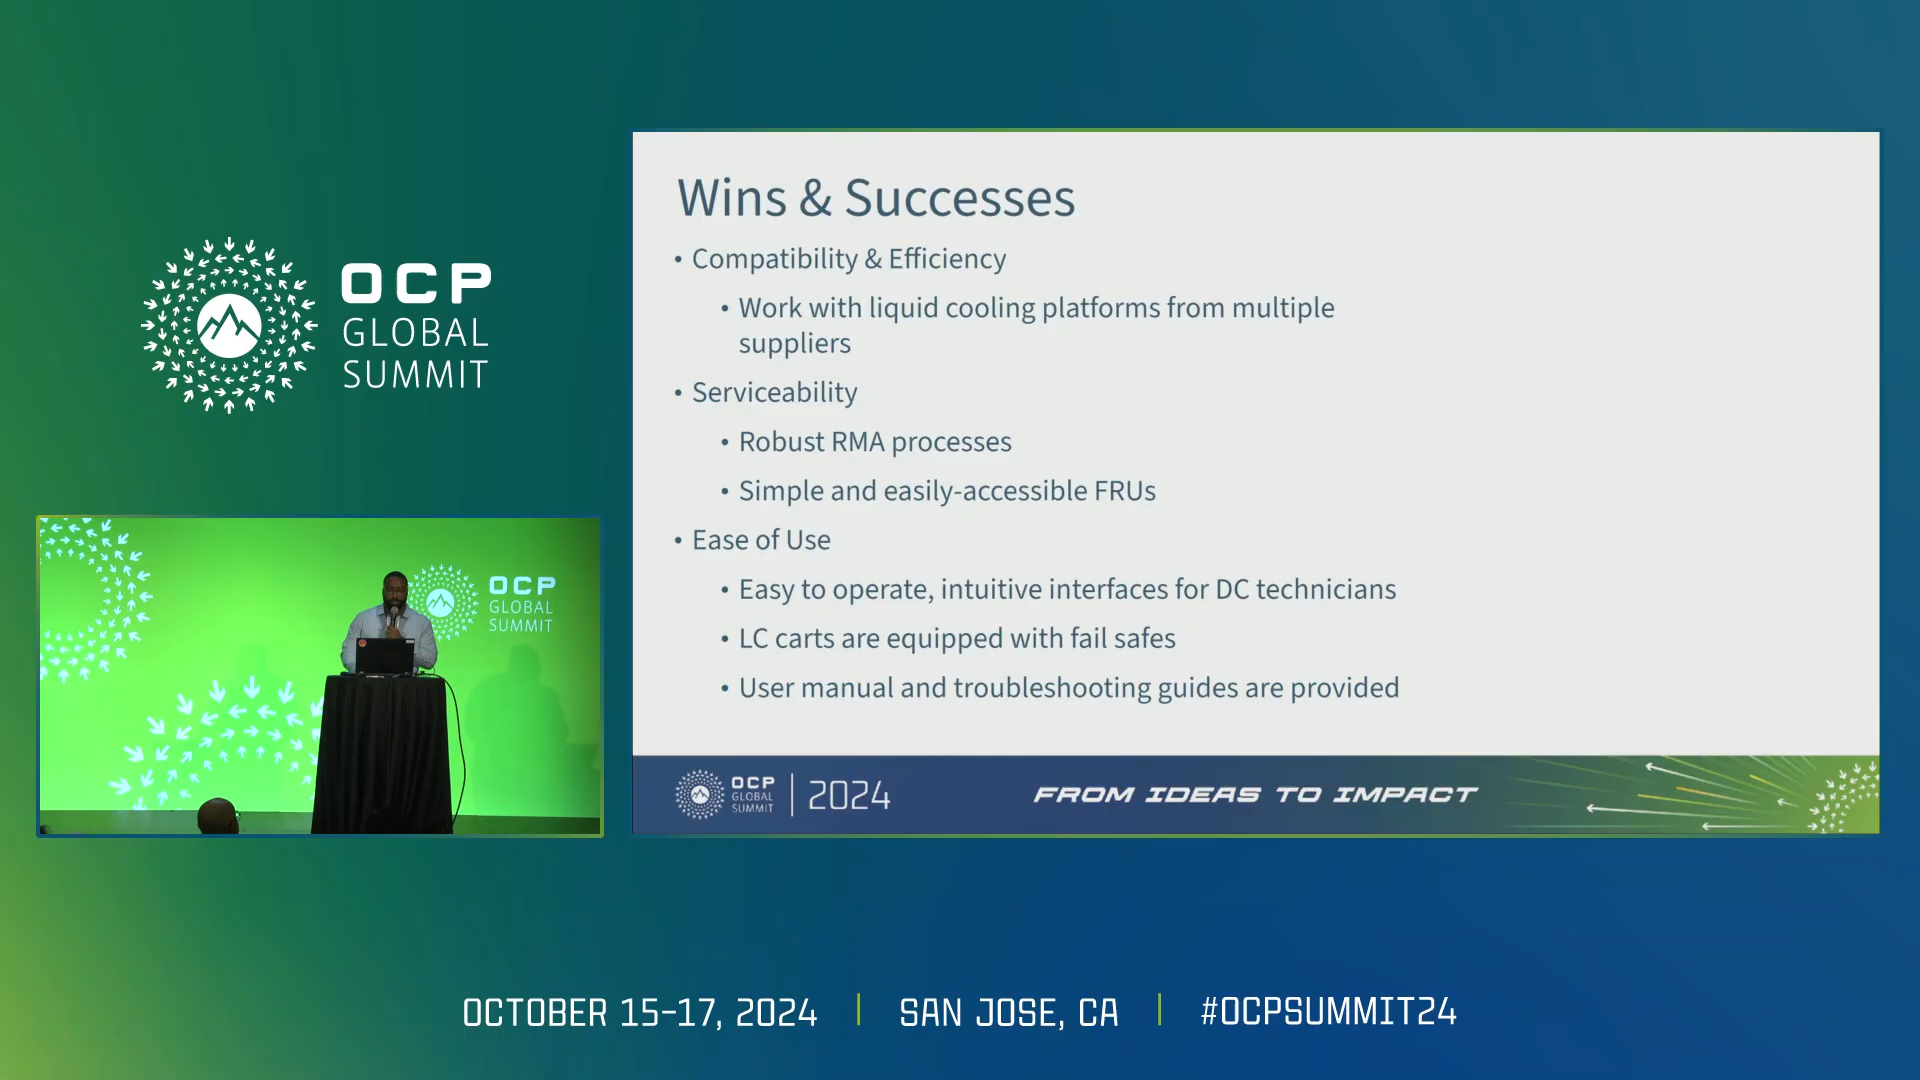 OCP
GLOBAL
SUMMIT
OCP
GLOBAL
SUMMIT
Wins & Successes
• Compatibility & Efficiency
• Work with liquid cooling platforms from multiple
suppliers
• Serviceability
• Robust RMA processes
• Simple and easily-accessible FRUs
• Ease of Use
• Easy to operate, intuitive interfaces for DC technicians
• LC carts are equipped with fail safes
• User manual and troubleshooting guides are provided
OCP
GLOBAL
SUMMIT
2024
FROM IDEAS TO IMPACT
OCTOBER 15-17, 2024 | SAN JOSE, CA | #OCPSUMMIT24